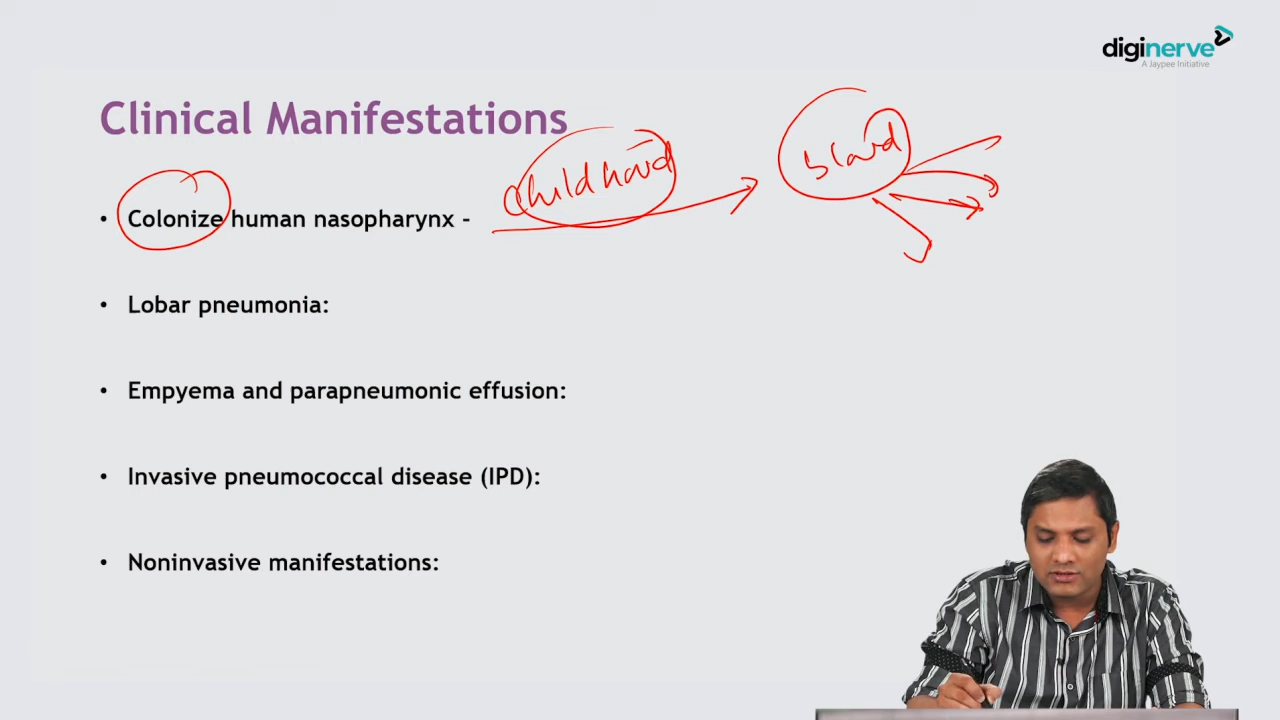 diginerve
A Jaypee Initiative
Clinical Manifestations
childhood
blood
• Colonize human nasopharynx -
• Lobar pneumonia:
• Empyema and parapneumonic effusion:
• Invasive pneumococcal disease (IPD):
• Noninvasive manifestations: